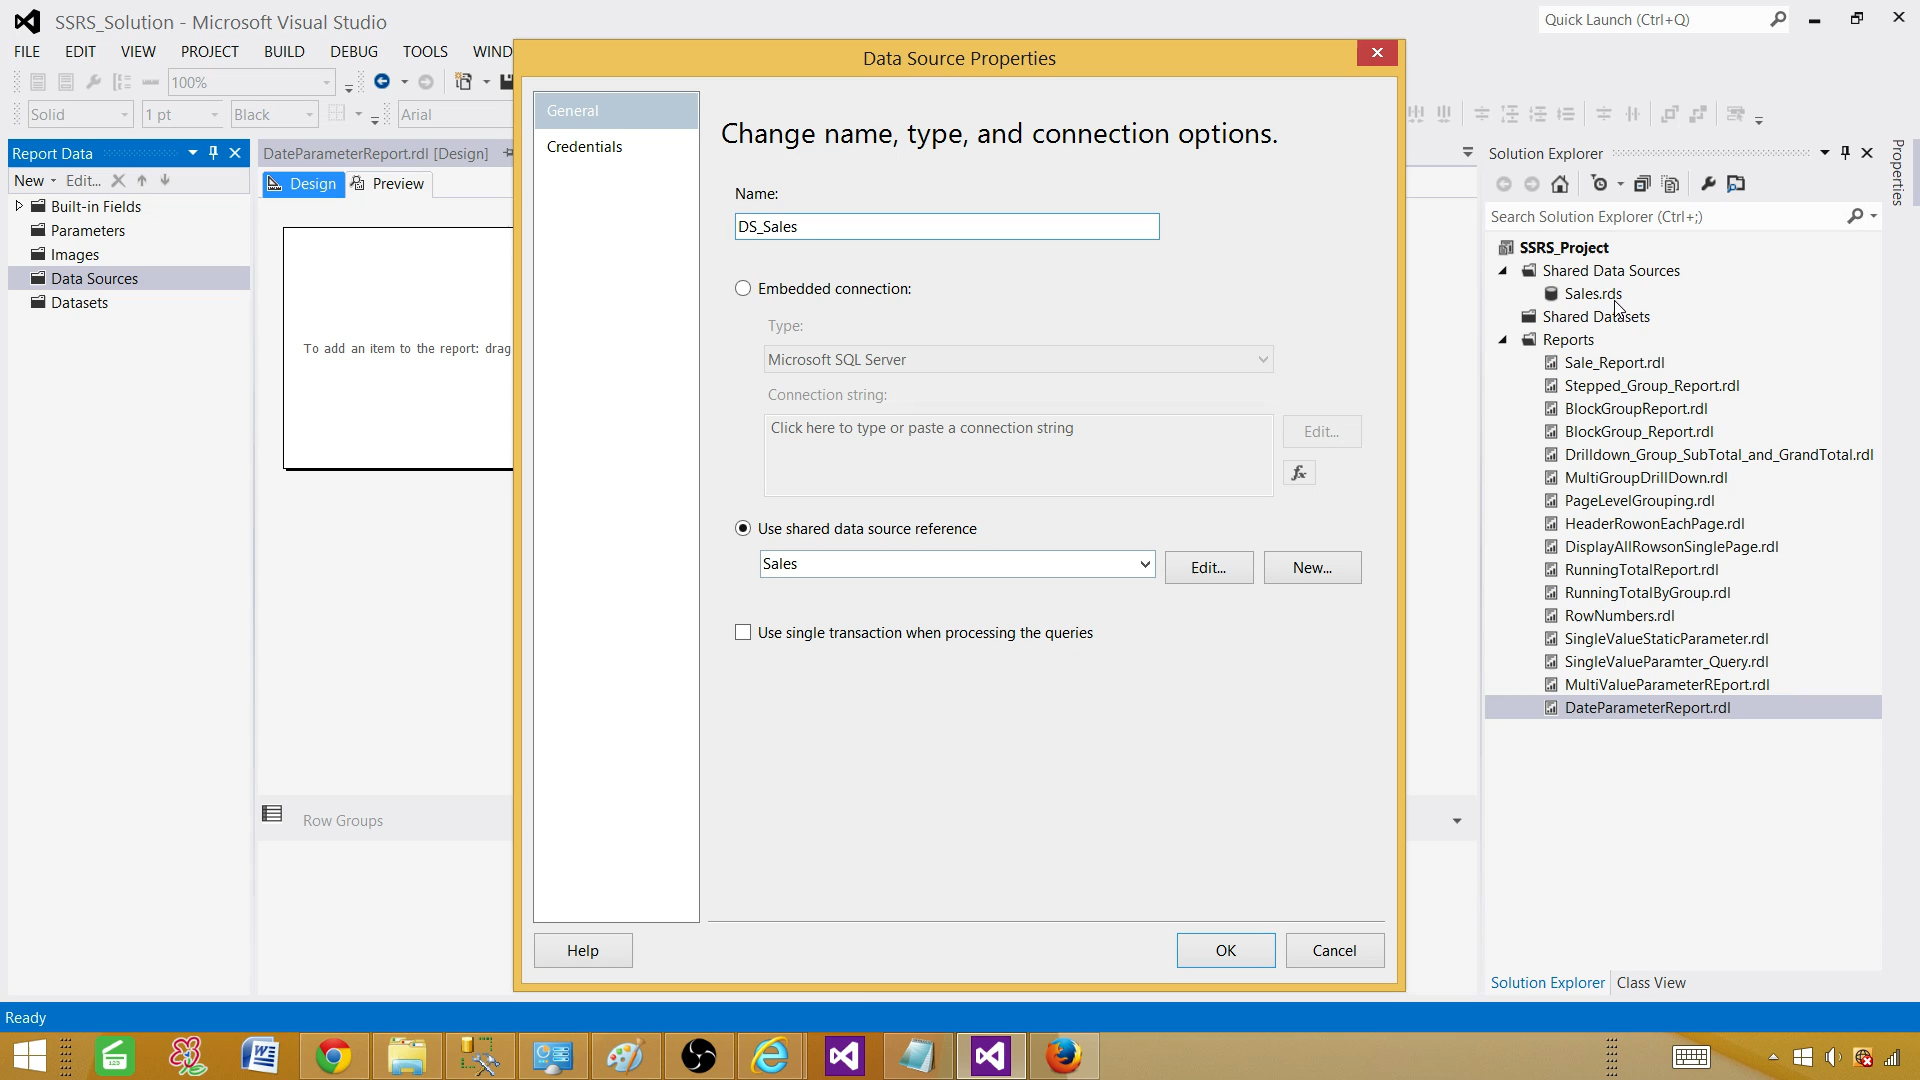 SSRS_Solution - Microsoft Visual Studio
Quick Launch (Ctrl+Q)
FILE EDIT VIEW PROJECT BUILD DEBUG TOOLS WIND
100%
Solid 1 pt Black Arial
Data Source Properties
General
Credentials
Change name, type, and connection options.
Name:
DS_Sales
Embedded connection:
Type:
Microsoft SQL Server
Connection string:
Click here to type or paste a connection string
Edit...
fx
Use shared data source reference
Sales
Edit... New...
Use single transaction when processing the queries
Help OK Cancel
Report Data
New Edit...
Built-in Fields
Parameters
Images
Data Sources
Datasets
DateParameterReport.rdl [Design]
Design Preview
To add an item to the report: drag
Row Groups
Solution Explorer
Search Solution Explorer (Ctrl+;)
SSRS_Project
Shared Data Sources
Sales.rds
Shared Datasets
Reports
Sale_Report.rdl
Stepped_Group_Report.rdl
BlockGroupReport.rdl
BlockGroup_Report.rdl
Drilldown_Group_SubTotal_and_GrandTotal.rdl
MultiGroupDrillDown.rdl
PageLevelGrouping.rdl
HeaderRowonEachPage.rdl
DisplayAllRowsonSinglePage.rdl
RunningTotalReport.rdl
RunningTotalByGroup.rdl
RowNumbers.rdl
SingleValueStaticParameter.rdl
SingleValueParamter_Query.rdl
MultiValueParameterREport.rdl
DateParameterReport.rdl
Solution Explorer Class View
Properties
Ready